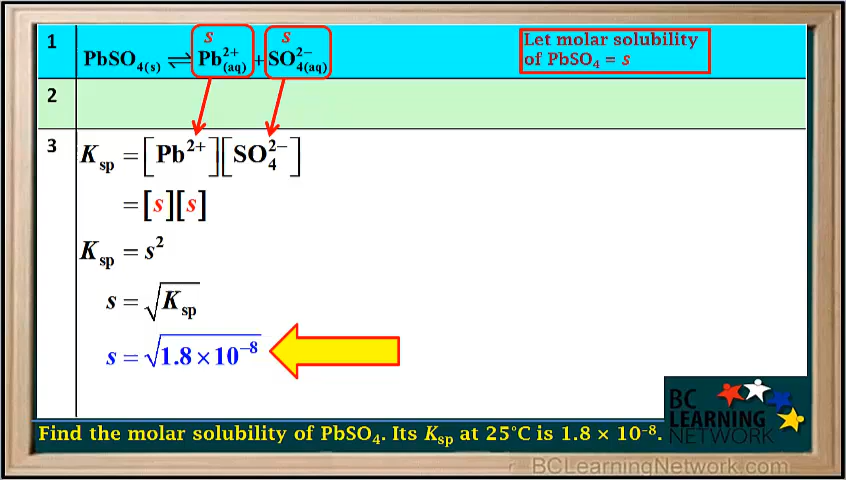 1
s s
PbSO₄₍s₎ ⇌ Pb²⁺(aq) + SO₄²⁻(aq)
Let molar solubility
of PbSO₄ = s
2
3
Ksp = [Pb²⁺][SO₄²⁻]
= [s][s]
Ksp = s²
s = √Ksp
s = √1.8 × 10⁻⁸
BC
LEARNING
NETWORK
Find the molar solubility of PbSO₄. Its Ksp at 25°C is 1.8 × 10⁻⁸.
BCLearningNetwork.com